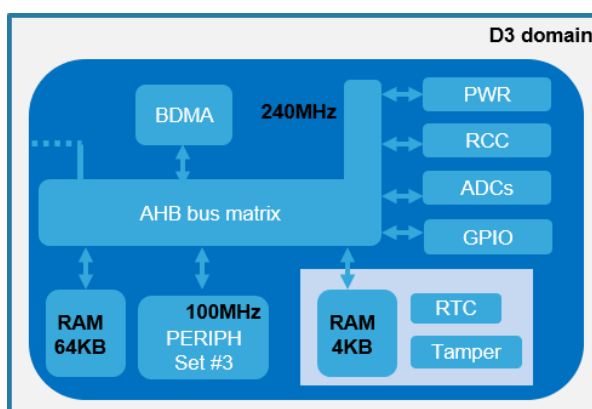 D3 domain
BDMA
240MHz
PWR
RCC
ADCs
GPIO
AHB bus matrix
RAM
64KB
100MHz
PERIPH
Set #3
RAM
4KB
RTC
Tamper